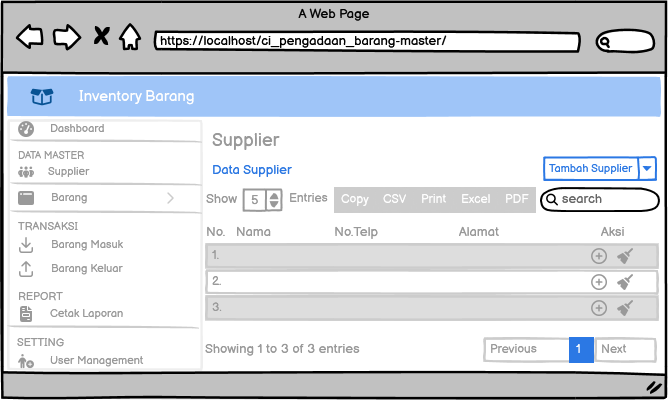 A Web Page
https://localhost/ci_pengadaan_barang-master/
Inventory Barang
Dashboard
DATA MASTER
Supplier
Barang
TRANSAKSI
Barang Masuk
Barang Keluar
REPORT
Cetak Laporan
SETTING
User Management
Supplier
Data Supplier
Tambah Supplier
Show 5 Entries Copy CSV Print Excel PDF search
No. Nama No.Telp Alamat Aksi
1.
2.
3.
Showing 1 to 3 of 3 entries Previous 1 Next